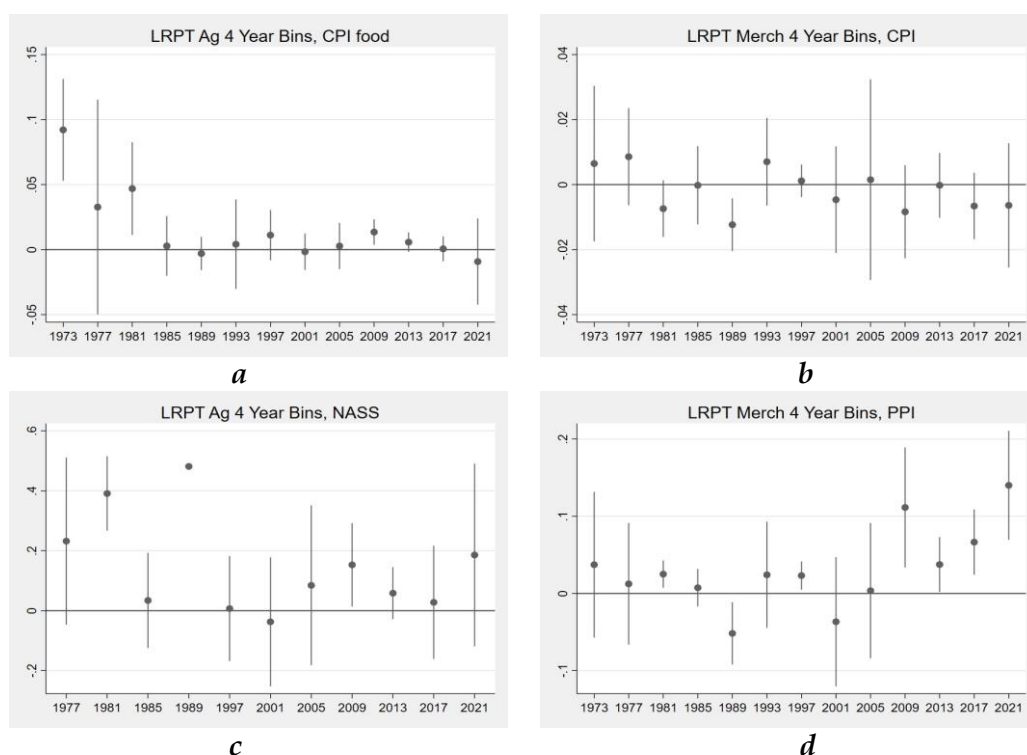 LRPT Ag 4 Year Bins, CPI food
.15
.1
.05
0
-.05
1973 1977 1981 1985 1989 1993 1997 2001 2005 2009 2013 2017 2021
a
LRPT Merch 4 Year Bins, CPI
.04
.02
0
-.02
-.04
1973 1977 1981 1985 1989 1993 1997 2001 2005 2009 2013 2017 2021
b
LRPT Ag 4 Year Bins, NASS
.6
.4
.2
0
-.2
1977 1981 1985 1989 1997 2001 2005 2009 2013 2017 2021
c
LRPT Merch 4 Year Bins, PPI
.2
.1
0
-.1
1973 1977 1981 1985 1989 1993 1997 2001 2005 2009 2013 2017 2021
d